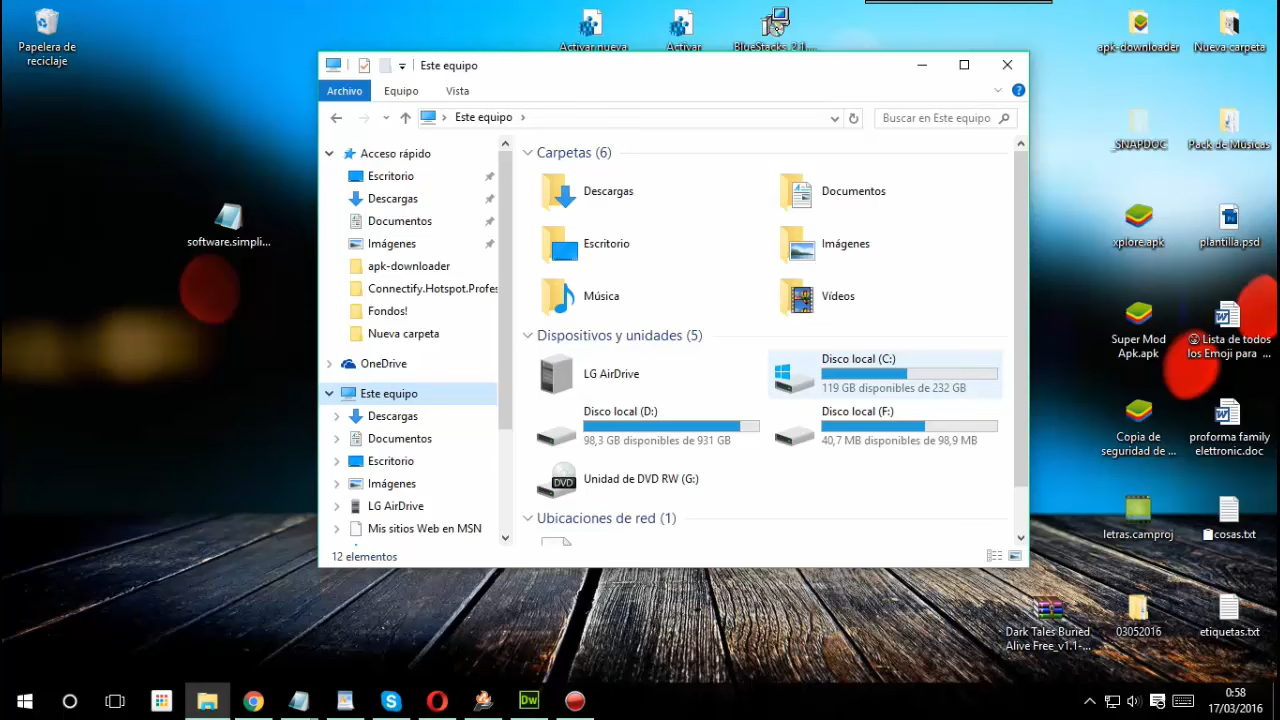 Papelera de
reciclaje
software.simpli...
Activar nueva
Activar
BlueStacks_2.1....
apk-downloader
Nueva carpeta
_SNAPDOC
Pack de Músicas
xplore.apk
plantilla.psd
Super Mod
Apk.apk
Lista de todos
los Emoji para ...
Copia de
seguridad de ...
proforma family
elettronic.doc
letras.camproj
cosas.txt
Dark Tales Buried
Alive Free_v1.1-...
03052016
etiquetas.txt
Este equipo
Archivo
Equipo
Vista
Este equipo
Buscar en Este equipo
Acceso rápido
Escritorio
Descargas
Documentos
Imágenes
apk-downloader
Connectify.Hotspot.Profes
Fondos!
Nueva carpeta
OneDrive
Este equipo
Descargas
Documentos
Escritorio
Imágenes
LG AirDrive
Mis sitios Web en MSN
Carpetas (6)
Descargas
Documentos
Escritorio
Imágenes
Música
Vídeos
Dispositivos y unidades (5)
LG AirDrive
Disco local (C:)
119 GB disponibles de 232 GB
Disco local (D:)
98,3 GB disponibles de 931 GB
Disco local (F:)
40,7 MB disponibles de 98,9 MB
DVD
Unidad de DVD RW (G:)
Ubicaciones de red (1)
12 elementos
Dw
0:58
17/03/2016